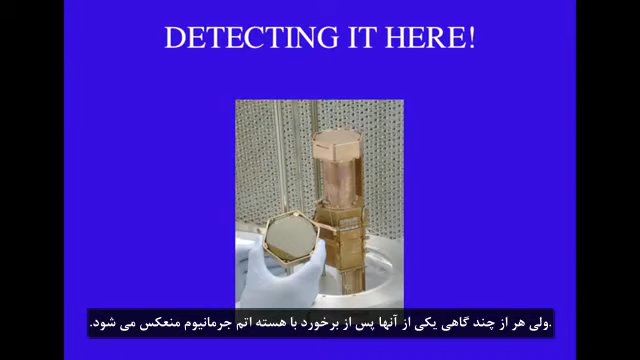 DETECTING IT HERE!
ولی هر از چند گاهی یکی از آنها پس از برخورد با هسته اتم جرمانیوم منعکس می شود.